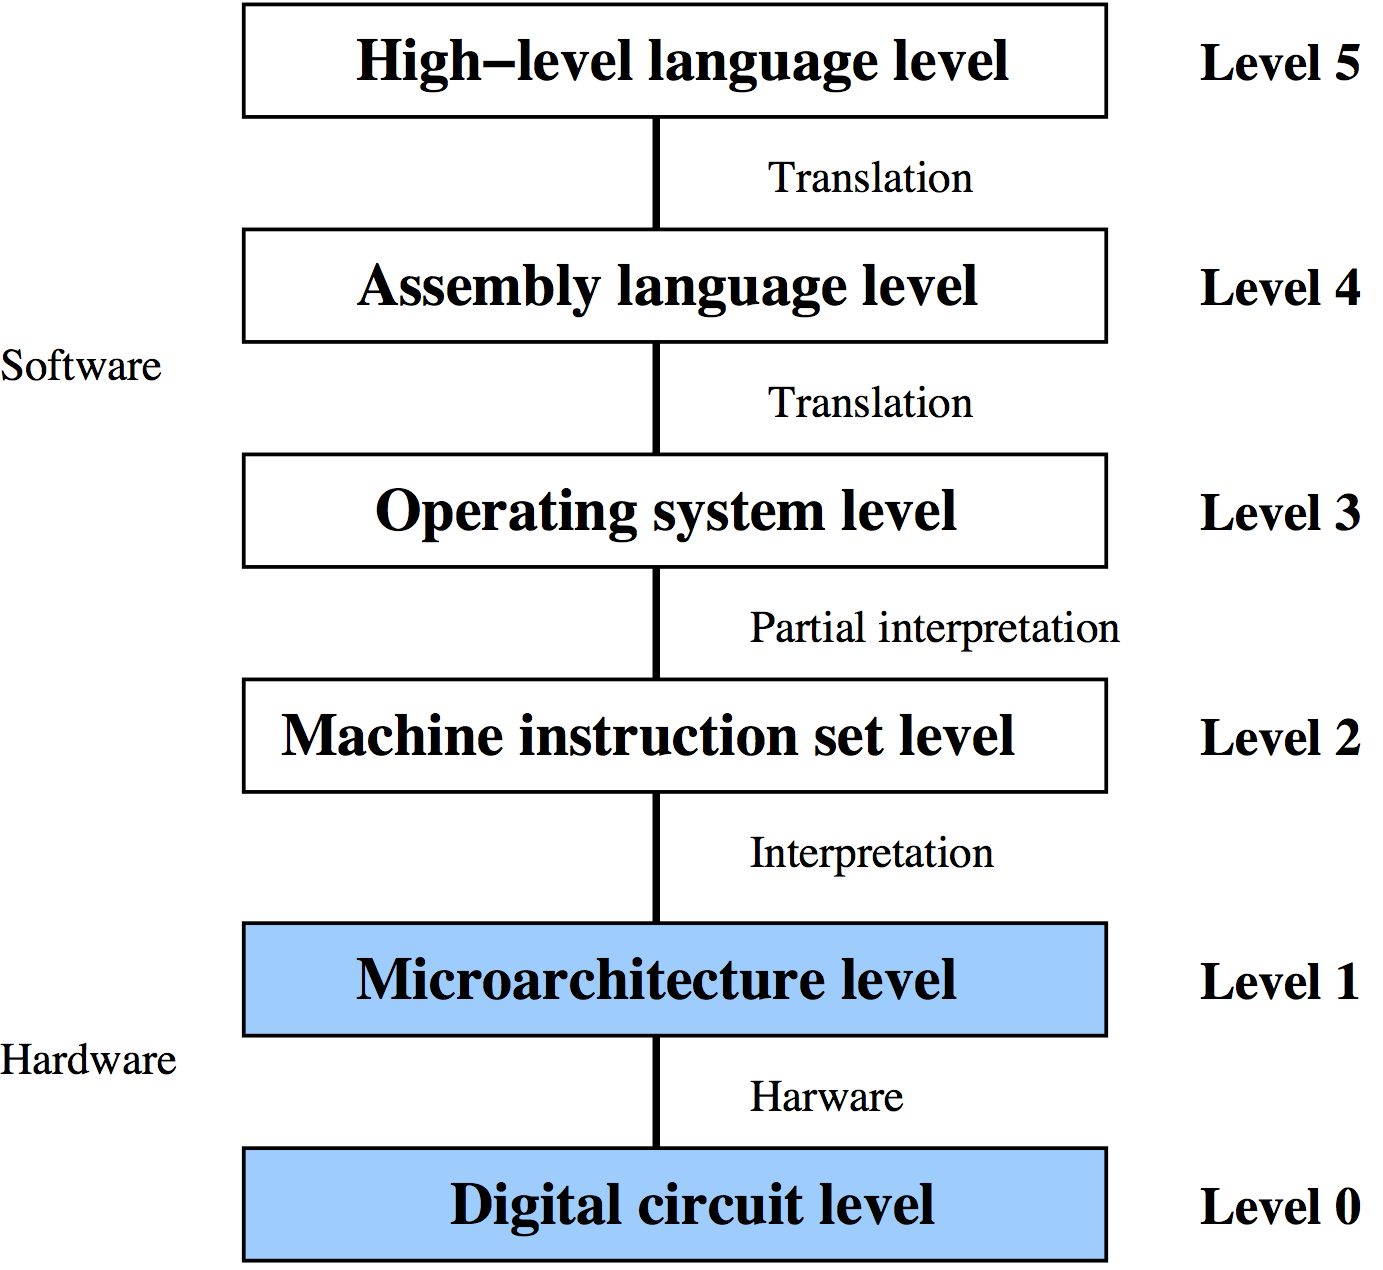 High−level language level
Level 5
Translation
Assembly language level
Level 4
Software
Translation
Operating system level
Level 3
Partial interpretation
Machine instruction set level
Level 2
Interpretation
Microarchitecture level
Level 1
Hardware
Harware
Digital circuit level
Level 0